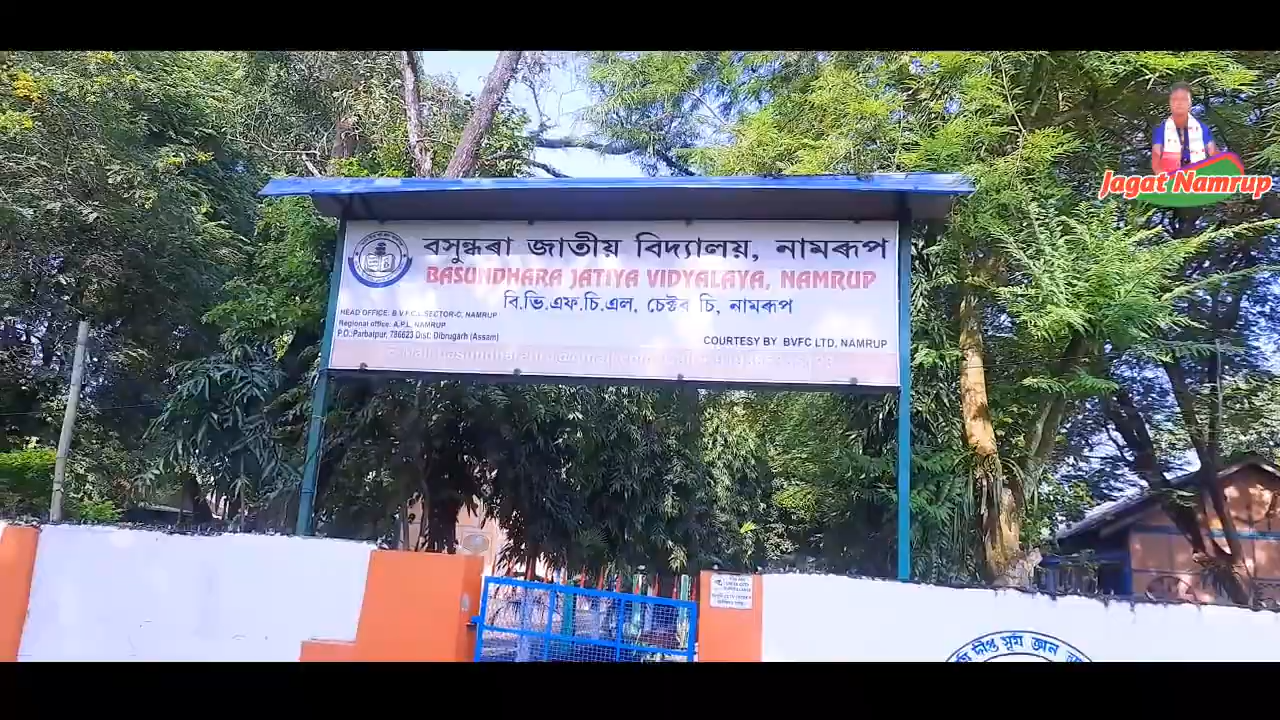 বসুন্ধৰা জাতীয় বিদ্যালয়, নামৰূপ
BASUNDHARA JATIYA VIDYALAYA, NAMRUP
বি.ভি.এফ.চি.এল, চেক্টৰ চি, নামৰূপ
HEAD OFFICE: B.V.F.C.L. SECTOR-C, NAMRUP
Regional office: A.P.L. NAMRUP
P.O.:Parbatpur, 786623 Dist: Dibrugarh (Assam)
COURTESY BY BVFC LTD, NAMRUP
Jagat Namrup
দীপ্ত সূৰ্য্য জ্ঞান